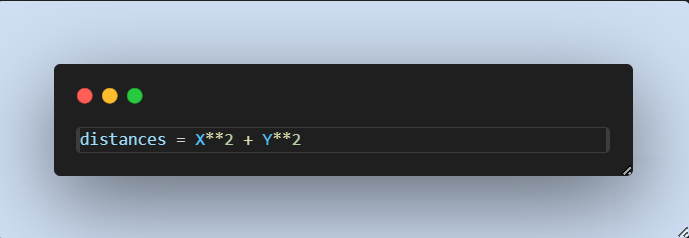 distances = X**2 + Y**2